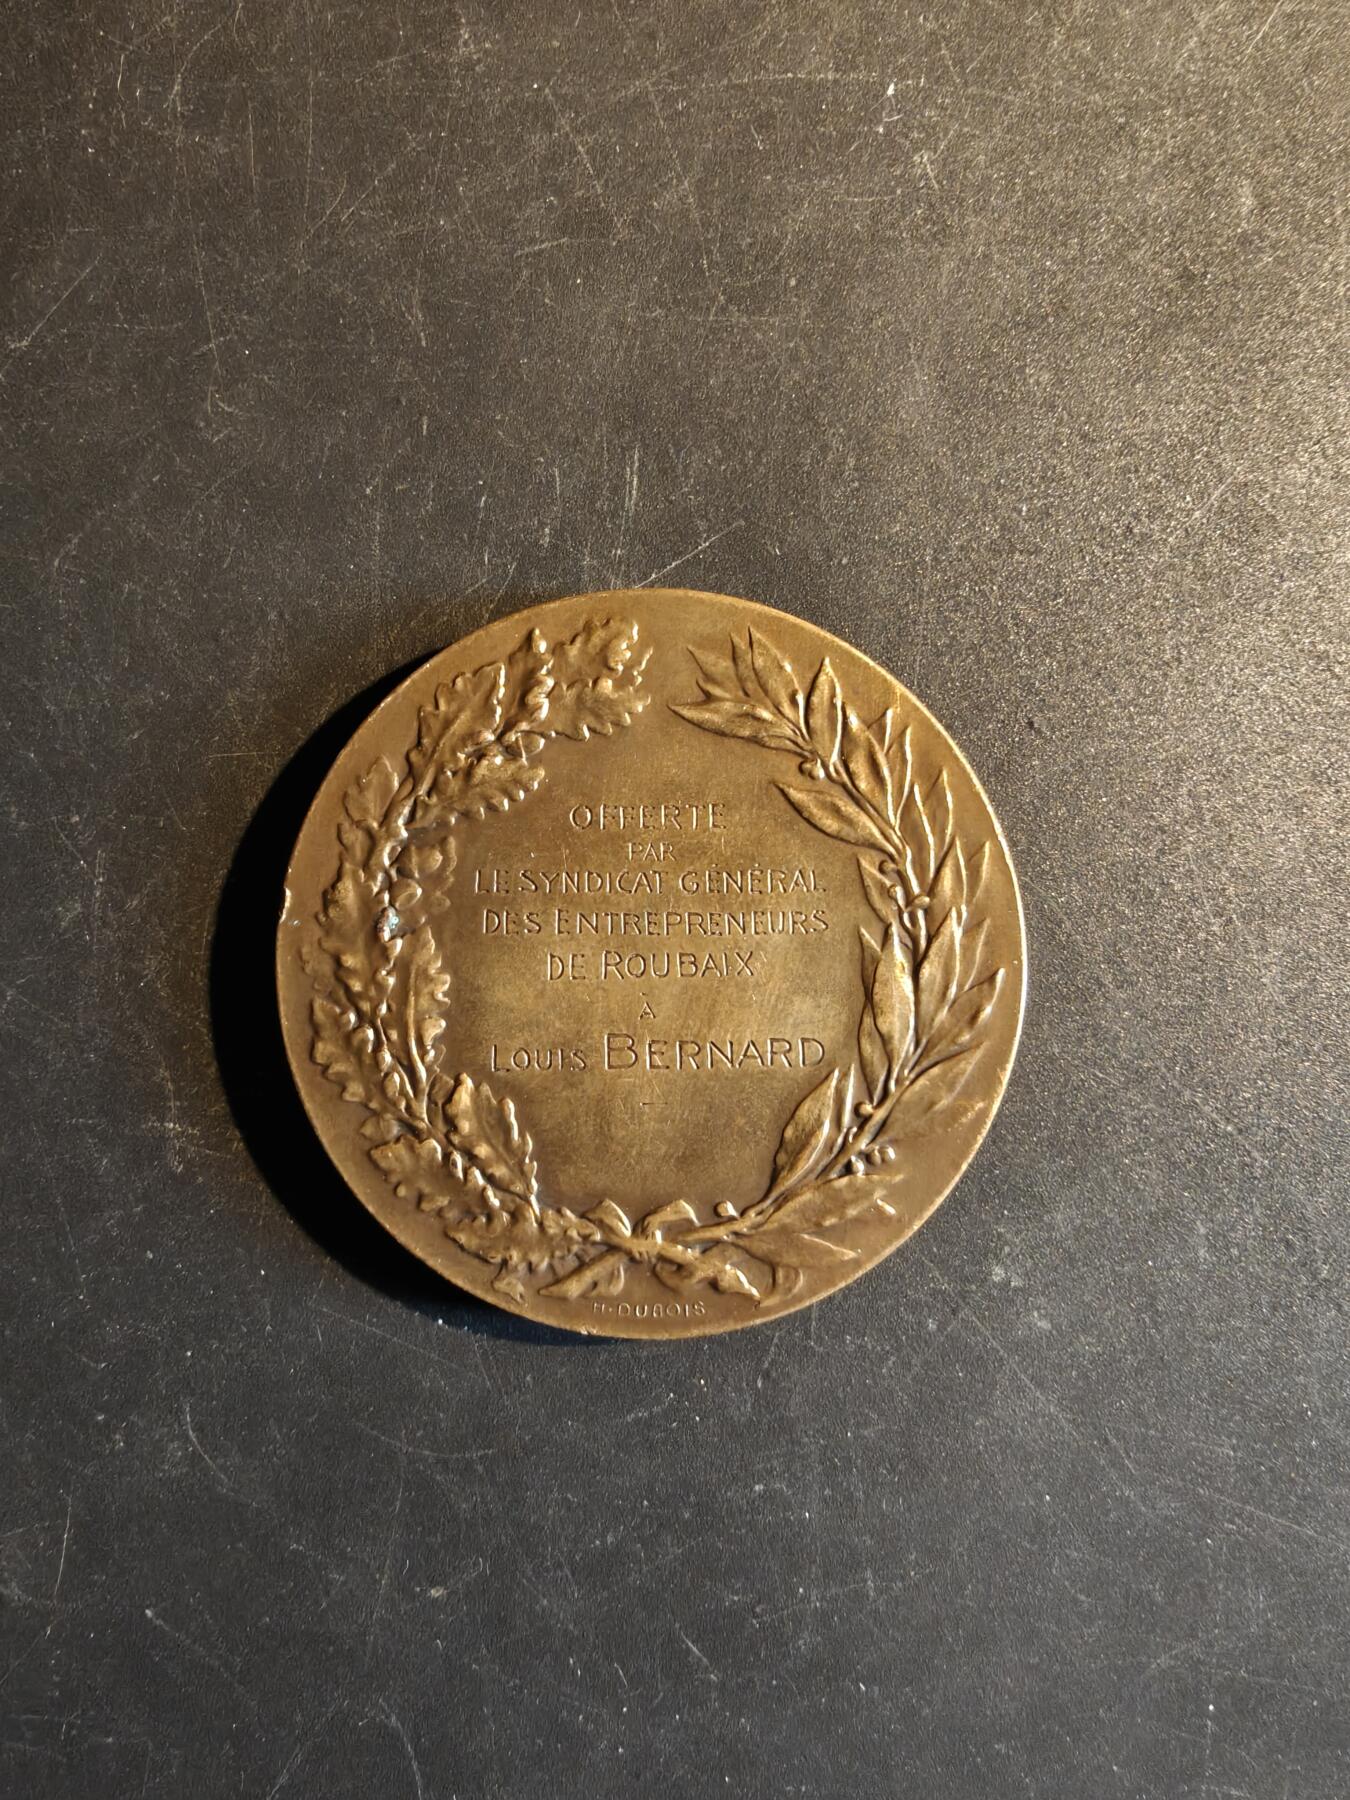 OFFERTE
PAR
LE SYNDICAT GÉNÉRAL
DES ENTREPRENEURS
DE ROUBAIX
À
LOUIS BERNARD
H·DUBOIS